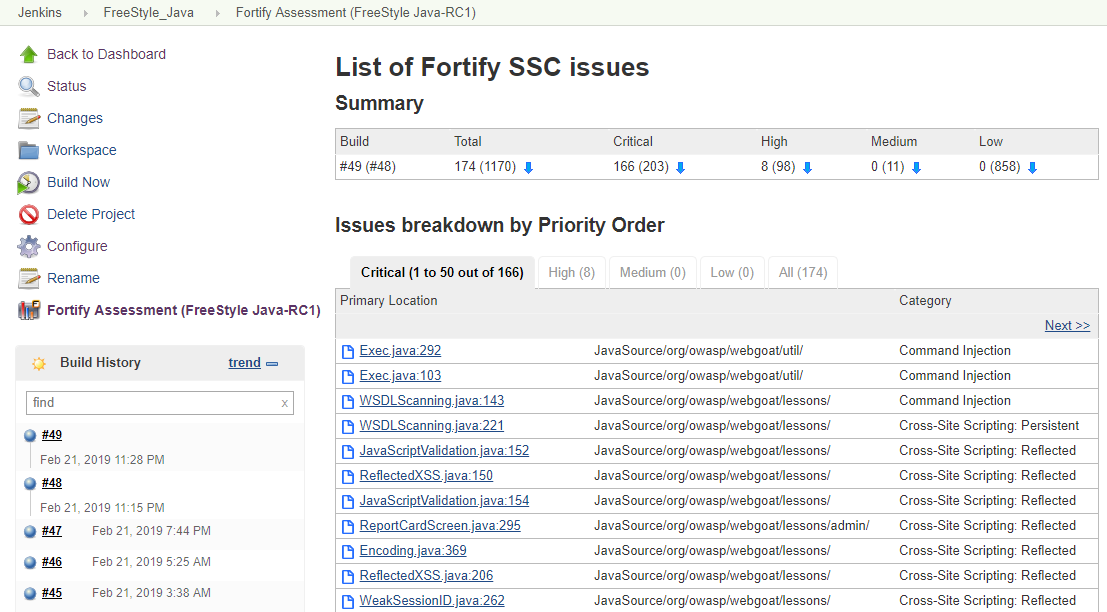 Jenkins FreeStyle_Java Fortify Assessment (FreeStyle Java-RC1)
Back to Dashboard
Status
Changes
Workspace
Build Now
Delete Project
Configure
Rename
Fortify Assessment (FreeStyle Java-RC1)
Build History trend
find x
#49
Feb 21, 2019 11:28 PM
#48
Feb 21, 2019 11:15 PM
#47 Feb 21, 2019 7:44 PM
#46 Feb 21, 2019 5:25 AM
#45 Feb 21, 2019 3:38 AM
List of Fortify SSC issues
Summary
Build Total Critical High Medium Low
#49 (#48) 174 (1170) 166 (203) 8 (98) 0 (11) 0 (858)
Issues breakdown by Priority Order
Critical (1 to 50 out of 166) High (8) Medium (0) Low (0) All (174)
Primary Location Category
Next >>
Exec.java:292 JavaSource/org/owasp/webgoat/util/ Command Injection
Exec.java:103 JavaSource/org/owasp/webgoat/util/ Command Injection
WSDLScanning.java:143 JavaSource/org/owasp/webgoat/lessons/ Command Injection
WSDLScanning.java:221 JavaSource/org/owasp/webgoat/lessons/ Cross-Site Scripting: Persistent
JavaScriptValidation.java:152 JavaSource/org/owasp/webgoat/lessons/ Cross-Site Scripting: Reflected
ReflectedXSS.java:150 JavaSource/org/owasp/webgoat/lessons/ Cross-Site Scripting: Reflected
JavaScriptValidation.java:154 JavaSource/org/owasp/webgoat/lessons/ Cross-Site Scripting: Reflected
ReportCardScreen.java:295 JavaSource/org/owasp/webgoat/lessons/admin/ Cross-Site Scripting: Reflected
Encoding.java:369 JavaSource/org/owasp/webgoat/lessons/ Cross-Site Scripting: Reflected
ReflectedXSS.java:206 JavaSource/org/owasp/webgoat/lessons/ Cross-Site Scripting: Reflected
WeakSessionID.java:262 JavaSource/org/owasp/webgoat/lessons/ Cross-Site Scripting: Reflected